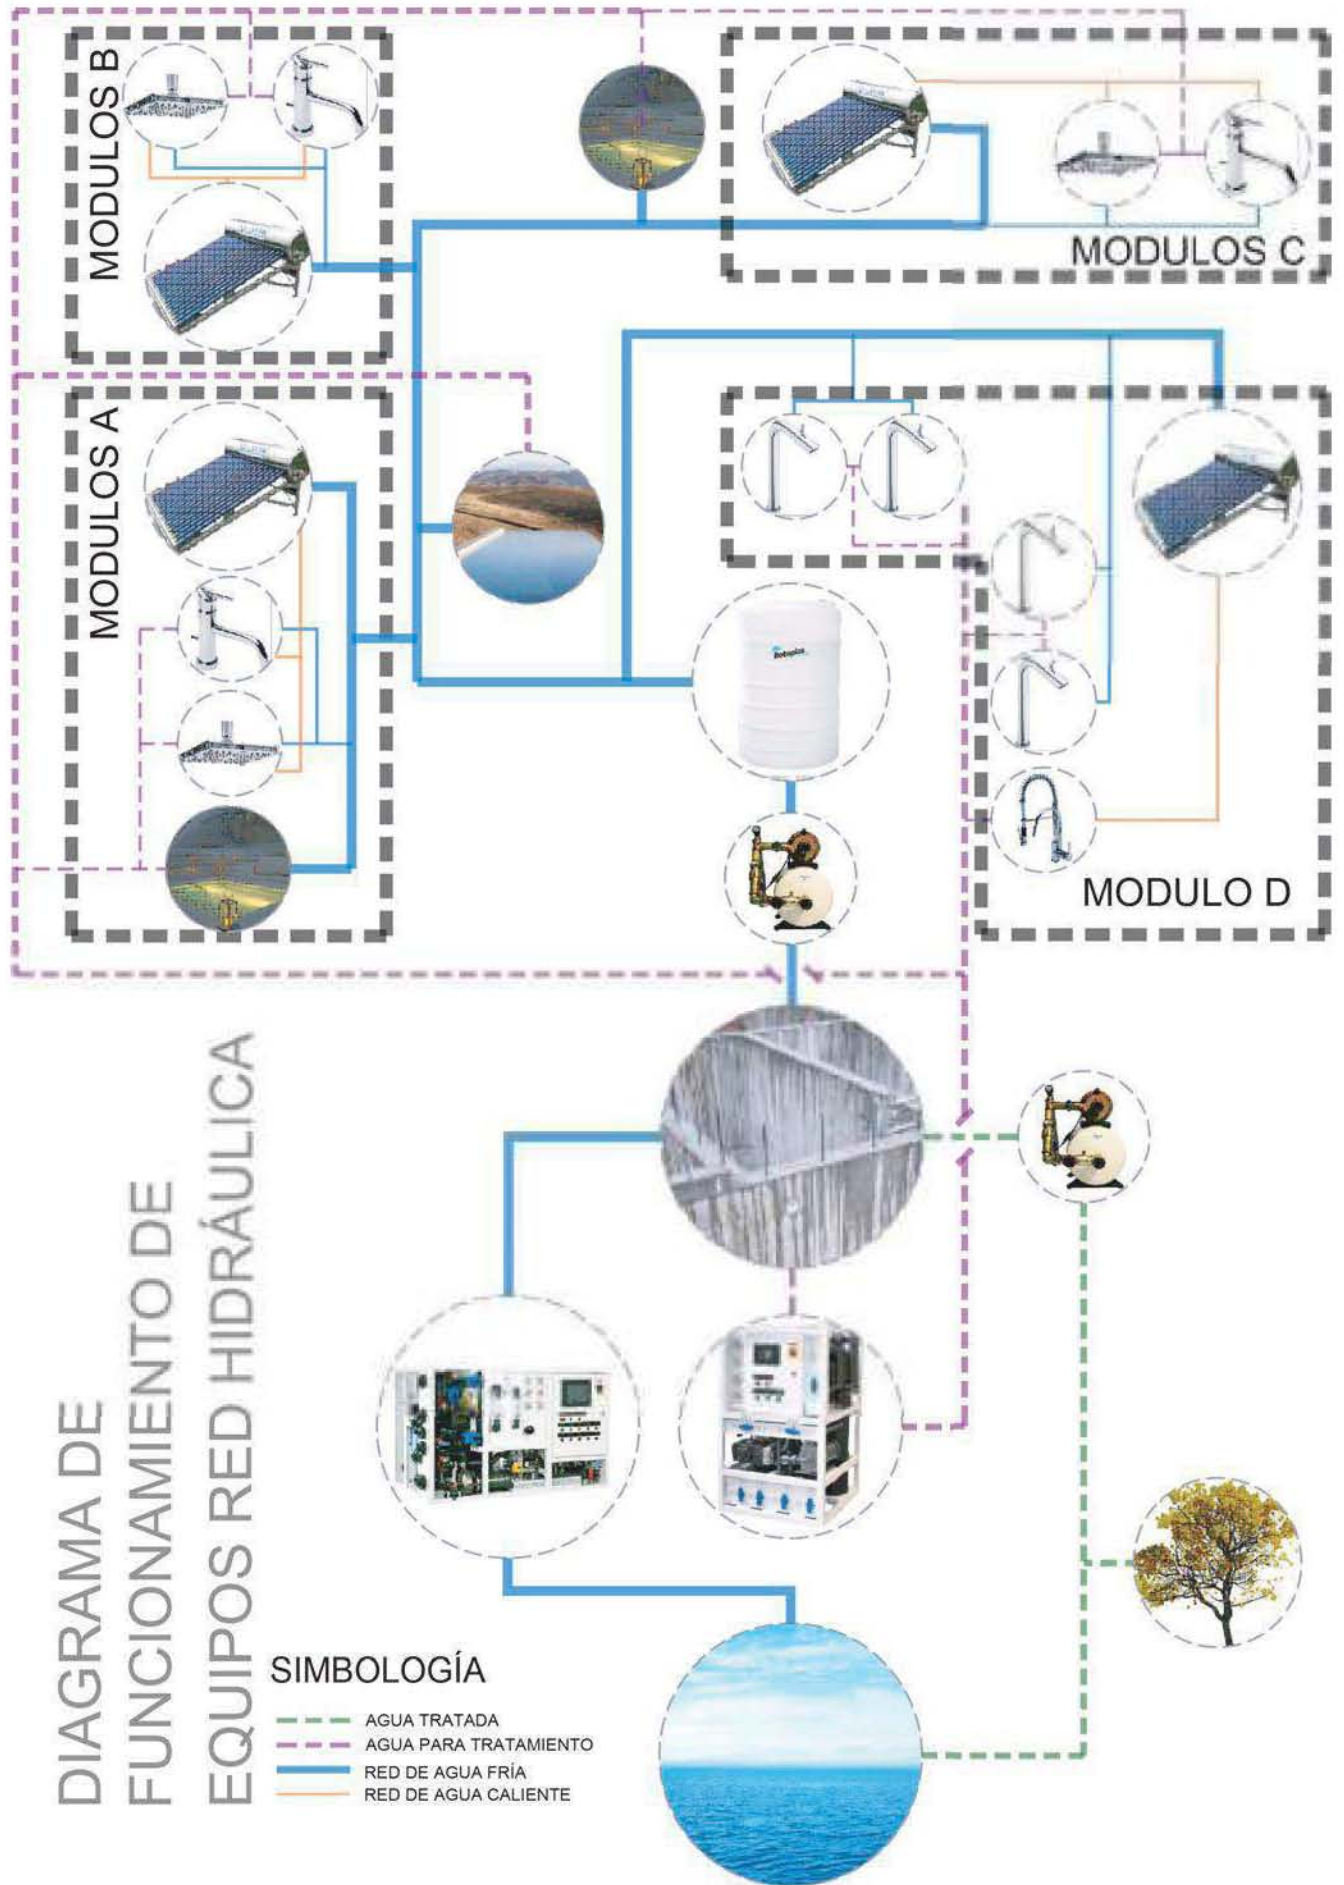 MODULOS B
MODULOS C
MODULOS A
Rotoplas
MODULO D
DIAGRAMA DE
FUNCIONAMIENTO DE
EQUIPOS RED HIDRÁULICA
SIMBOLOGÍA
AGUA TRATADA
AGUA PARA TRATAMIENTO
RED DE AGUA FRÍA
RED DE AGUA CALIENTE